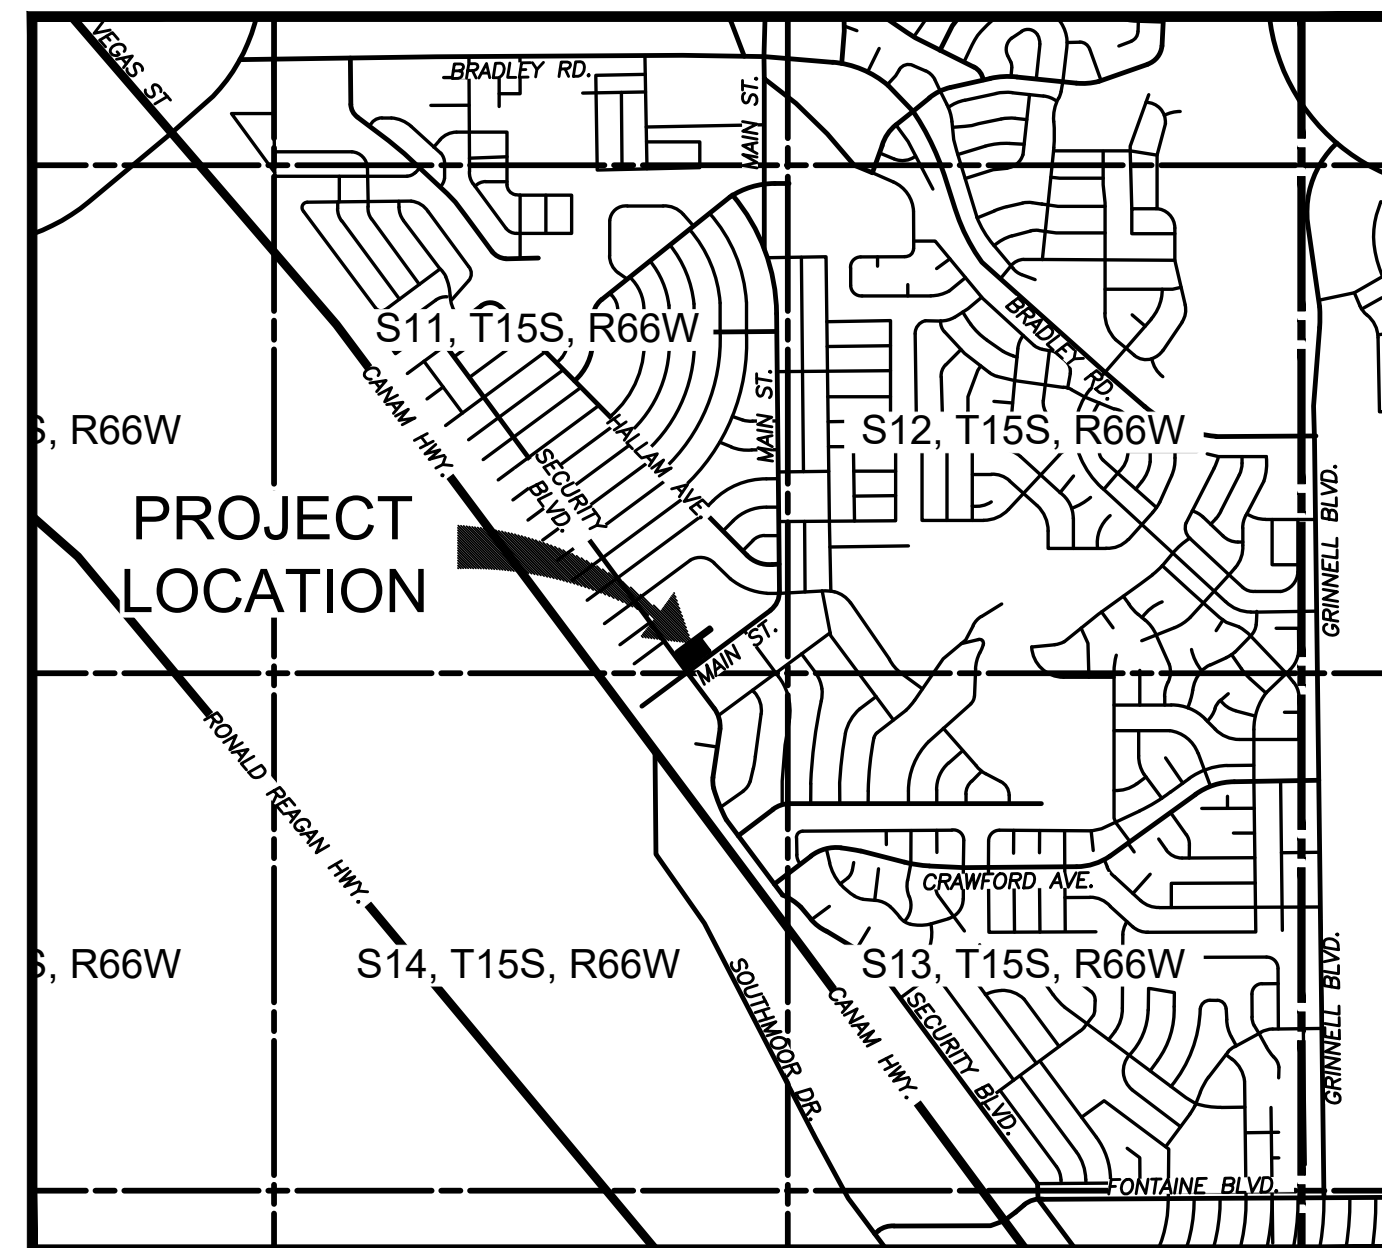 VEGAS ST
BRADLEY RD.
MAIN ST.
S11, T15S, R66W
BRADLEY RD.
CANAM HWY.
MAIN ST.
HALLAM AVE.
S, R66W
S12, T15S, R66W
SECURITY
BLVD.
GRINNELL BLVD.
PROJECT
LOCATION
MAIN ST.
RONALD REAGAN HWY.
CRAWFORD AVE.
S, R66W
S14, T15S, R66W
S13, T15S, R66W
SOUTHMOOR DR.
CANAM HWY.
SECURITY BLVD.
GRINNELL BLVD.
FONTAINE BLVD.